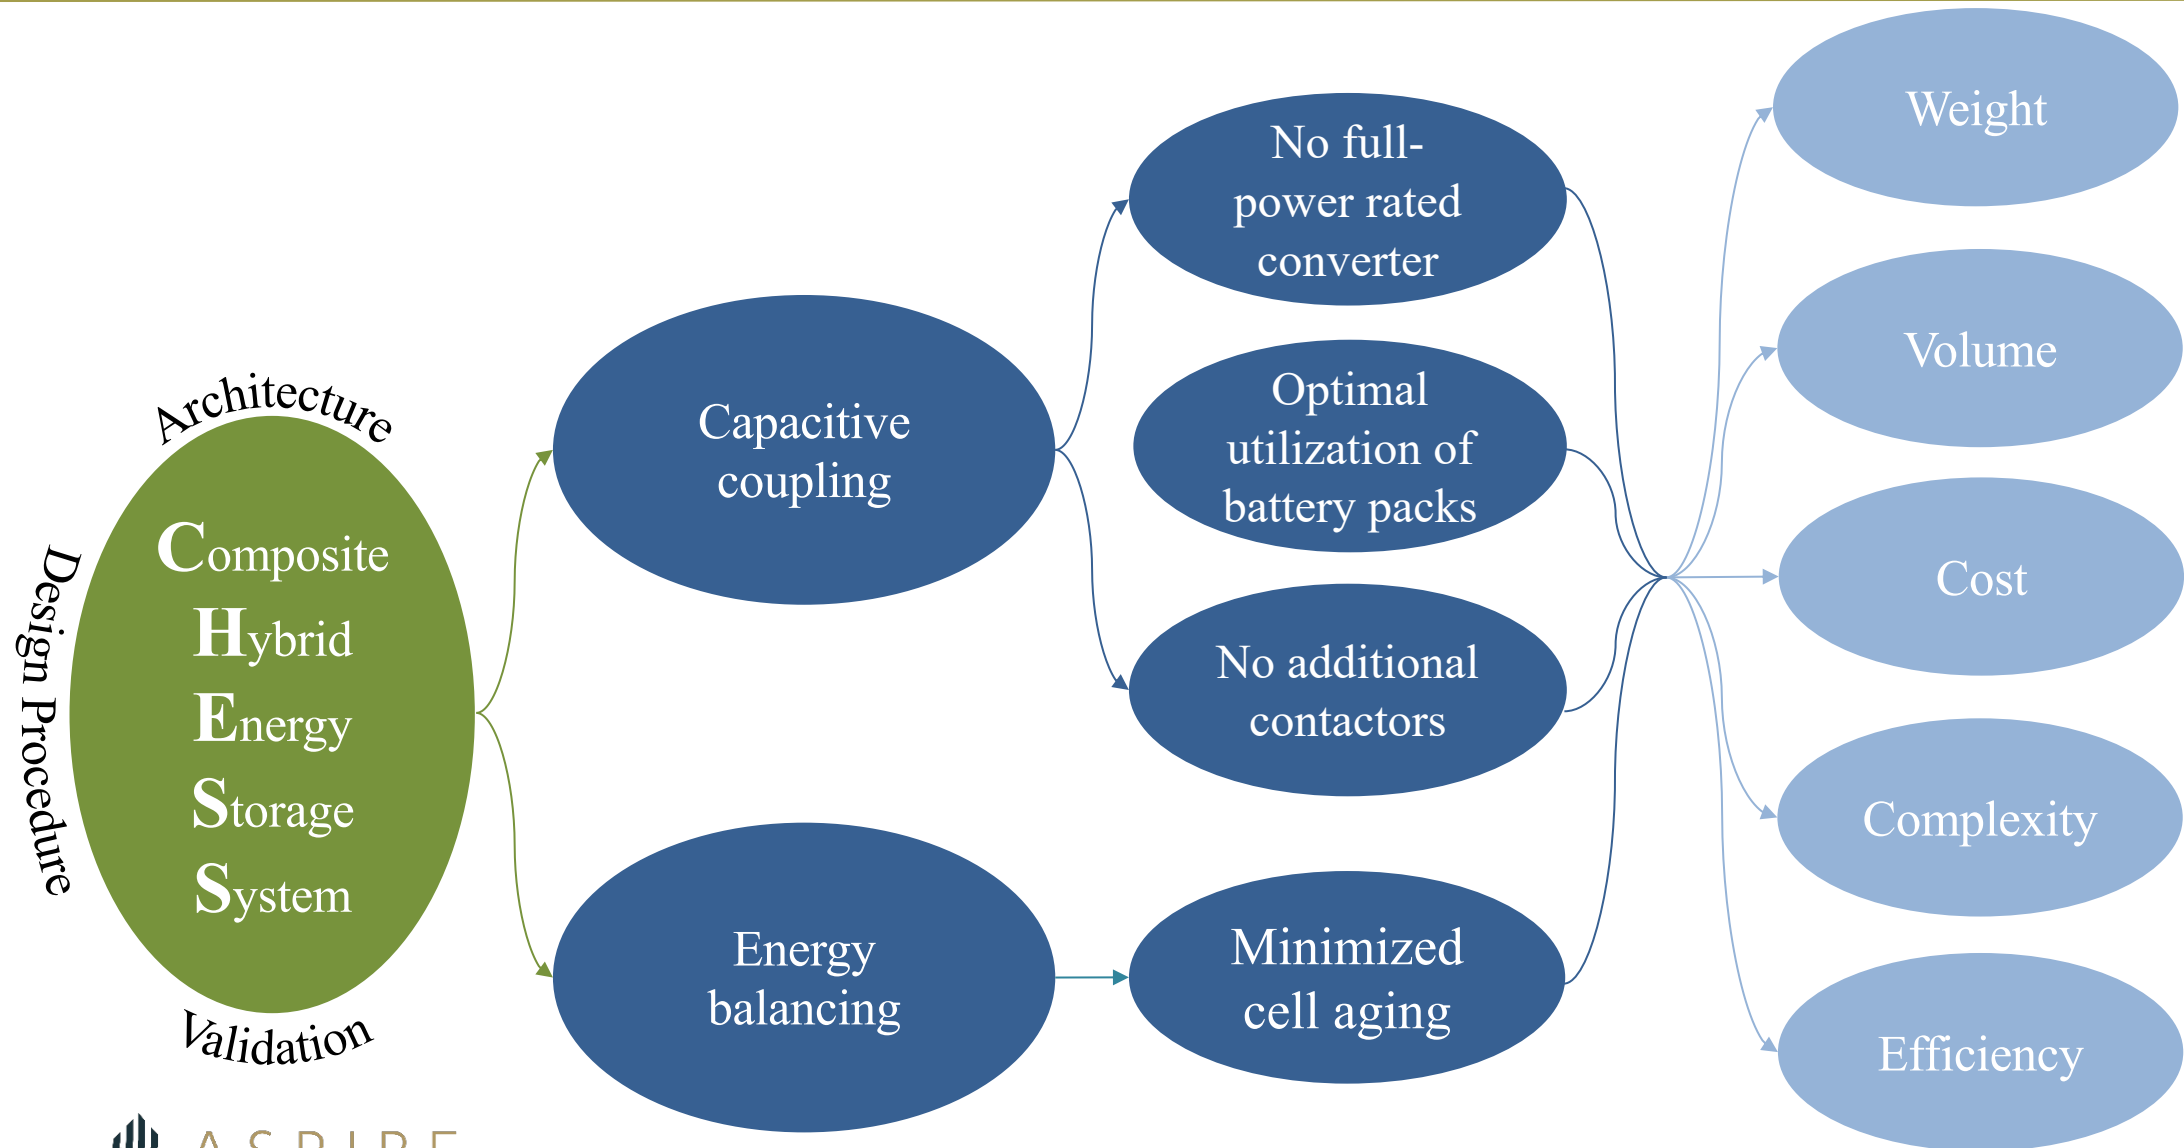 Architecture
Design Procedure
Composite
Hybrid
Energy
Storage
System
Validation
Capacitive
coupling
Energy
balancing
No full-
power rated
converter
Optimal
utilization of
battery packs
No additional
contactors
Minimized
cell aging
Weight
Volume
Cost
Complexity
Efficiency
ASPIRE